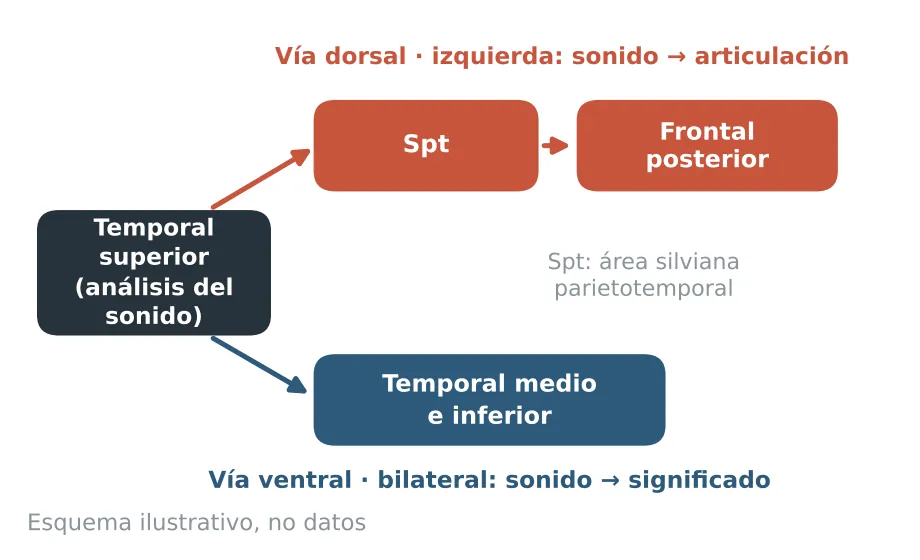 Vía dorsal · izquierda: sonido → articulación
Spt
Frontal
posterior
Temporal
superior
(análisis del
sonido)
Spt: área silviana
parietotemporal
Temporal medio
e inferior
Vía ventral · bilateral: sonido → significado
Esquema ilustrativo, no datos